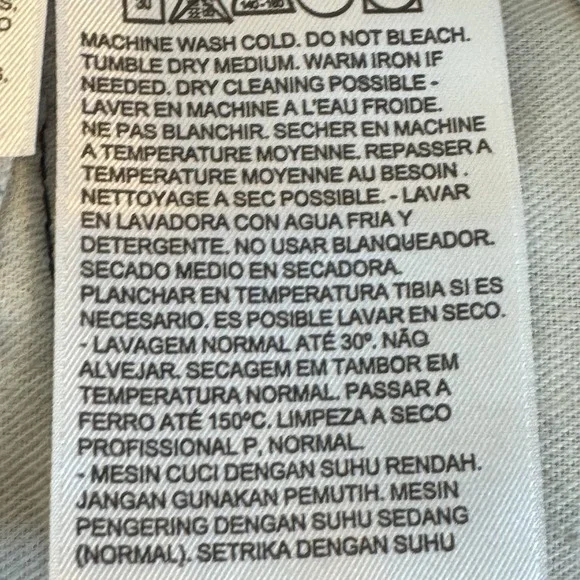 30
140-160
MACHINE WASH COLD. DO NOT BLEACH.
TUMBLE DRY MEDIUM. WARM IRON IF
NEEDED. DRY CLEANING POSSIBLE -
LAVER EN MACHINE A L'EAU FROIDE.
NE PAS BLANCHIR. SECHER EN MACHINE
A TEMPERATURE MOYENNE. REPASSER A
TEMPERATURE MOYENNE AU BESOIN .
NETTOYAGE A SEC POSSIBLE. - LAVAR
EN LAVADORA CON AGUA FRIA Y
DETERGENTE. NO USAR BLANQUEADOR.
SECADO MEDIO EN SECADORA.
PLANCHAR EN TEMPERATURA TIBIA SI ES
NECESARIO. ES POSIBLE LAVAR EN SECO.
- LAVAGEM NORMAL ATÉ 30º. NÃO
ALVEJAR. SECAGEM EM TAMBOR EM
TEMPERATURA NORMAL. PASSAR A
FERRO ATÉ 150ºC. LIMPEZA A SECO
PROFISSIONAL P, NORMAL.
- MESIN CUCI DENGAN SUHU RENDAH.
JANGAN GUNAKAN PEMUTIH. MESIN
PENGERING DENGAN SUHU SEDANG
(NORMAL). SETRIKA DENGAN SUHU